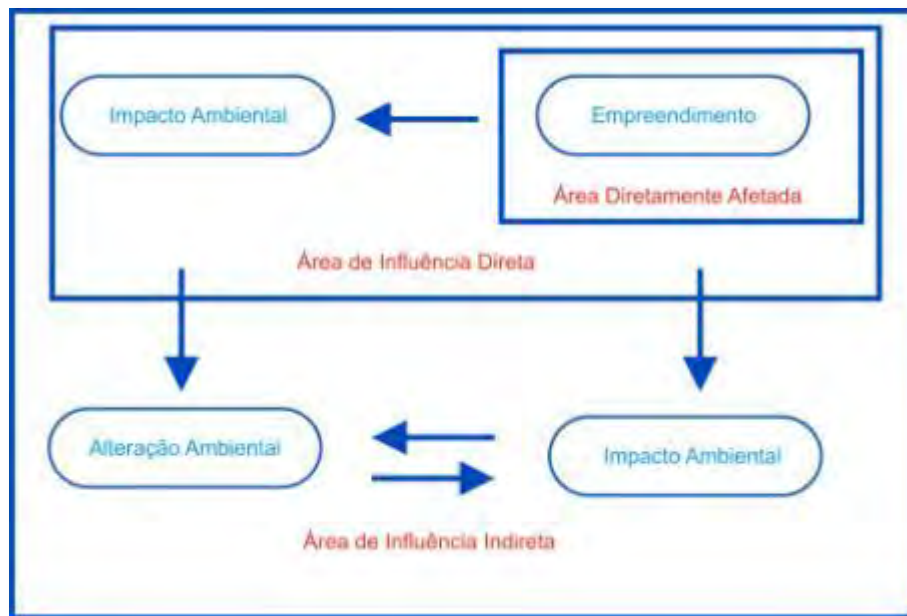 Impacto Ambiental
Empreendimento
Área Diretamente Afetada
Área de Influência Direta
Alteração Ambiental
Impacto Ambiental
Área de Influência Indireta